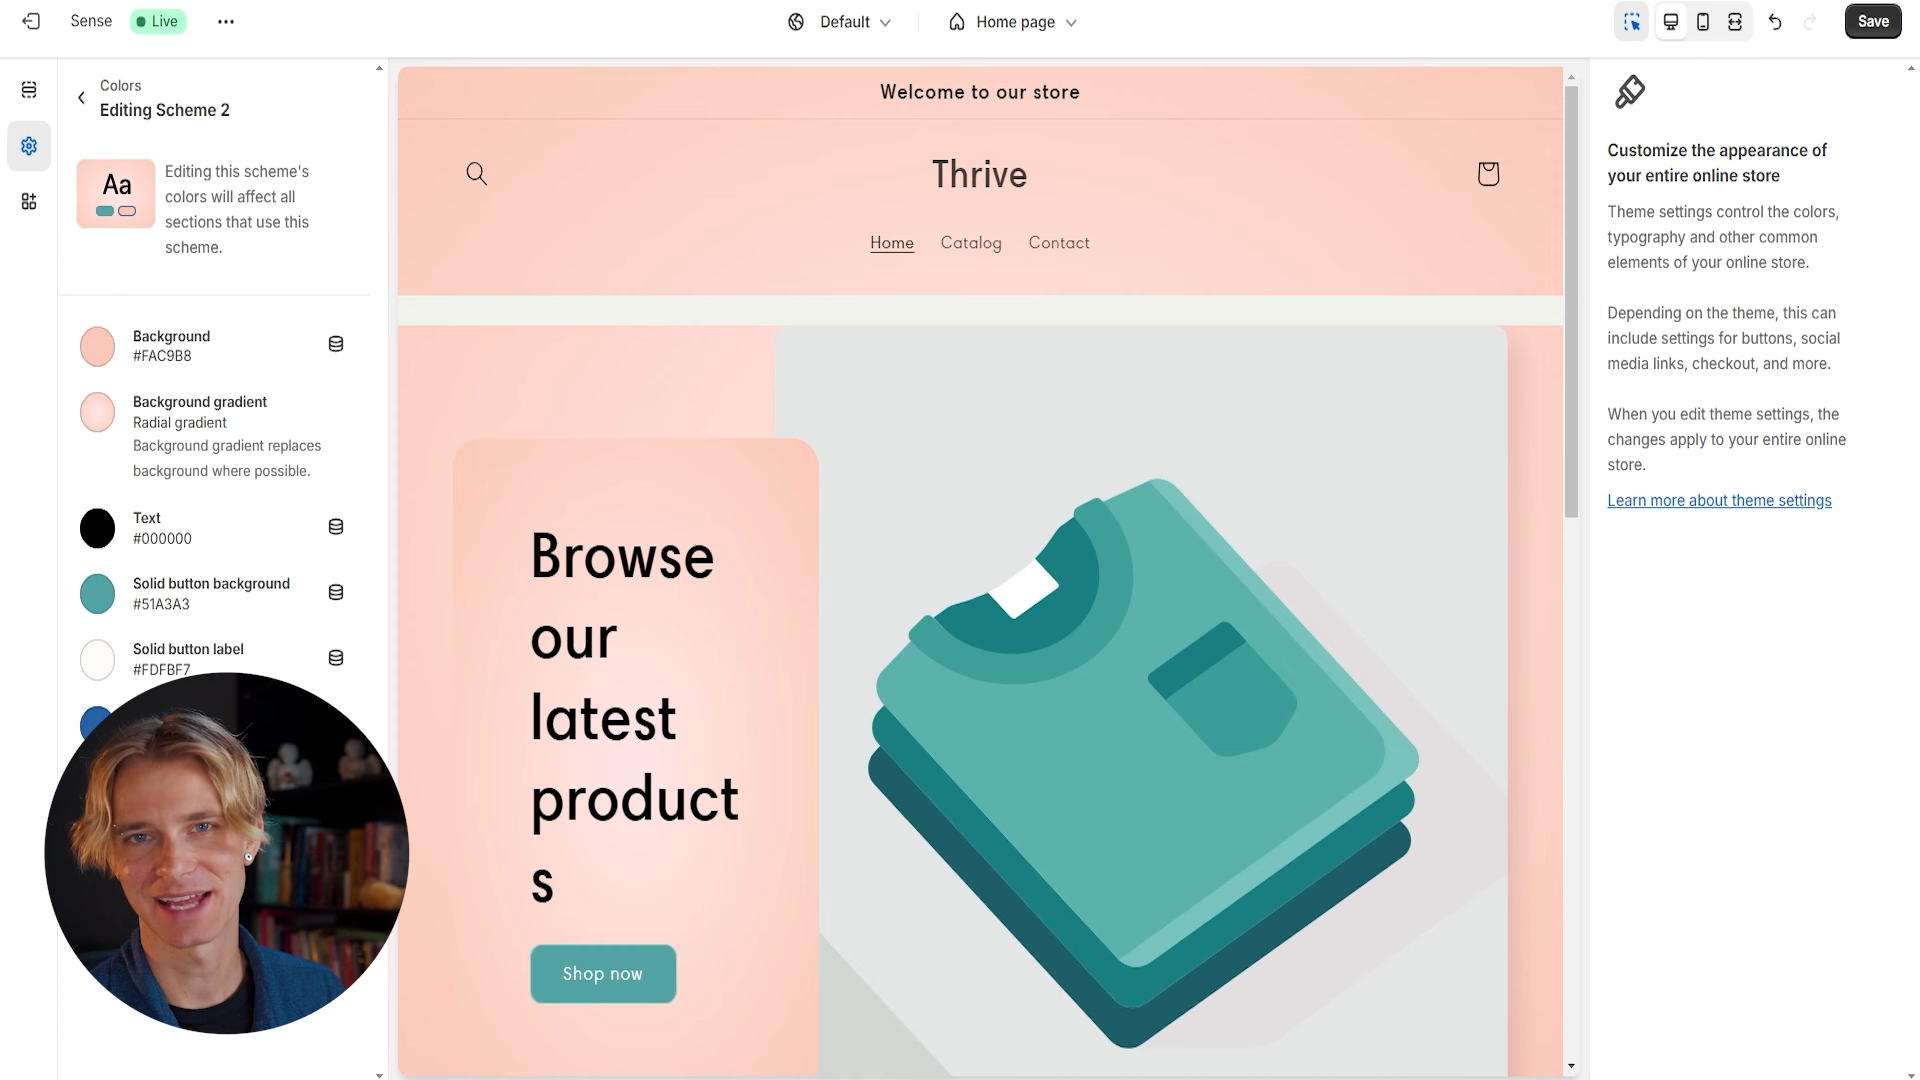 Sense
Live
Default
Home page
Save
Colors
Editing Scheme 2
Aa
Editing this scheme's
colors will affect all
sections that use this
scheme.
Background
#FAC9B8
Background gradient
Radial gradient
Background gradient replaces
background where possible.
Text
#000000
Solid button background
#51A3A3
Solid button label
#FDFBF7
Welcome to our store
Thrive
Home Catalog Contact
Browse
our
latest
product
s
Shop now
Customize the appearance of
your entire online store
Theme settings control the colors,
typography and other common
elements of your online store.
Depending on the theme, this can
include settings for buttons, social
media links, checkout, and more.
When you edit theme settings, the
changes apply to your entire online
store.
Learn more about theme settings